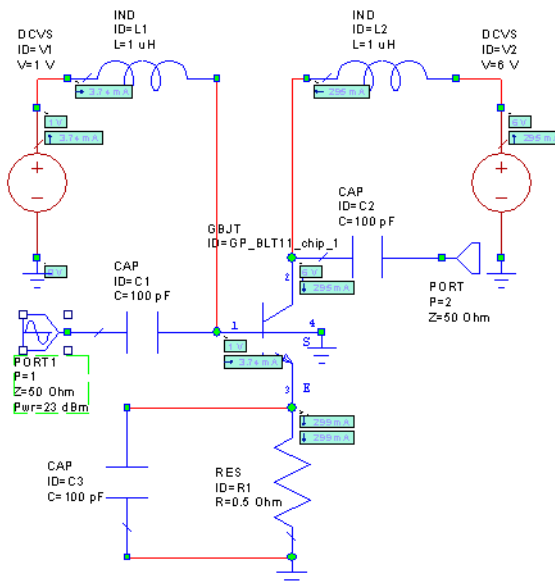 IND
ID=L1
L=1 uH
IND
ID=L2
L=1 uH
DCVS
ID=V1
V=1 V
DCVS
ID=V2
V=6 V
3.74 mA
295 mA
1 V
3.74 mA
6 V
295 mA
CAP
ID=C2
C=100 pF
GBJT
ID=GP_BLT11_chip_1
0 V
CAP
ID=C1
C=100 pF
2
6 V
295 mA
PORT
P=2
Z=50 Ohm
1
4
S
1 V
3.74 mA
PORT1
P=1
Z=50 Ohm
Pwr=23 dBm
3
E
299 mA
299 mA
CAP
ID=C3
C=100 pF
RES
ID=R1
R=0.5 Ohm